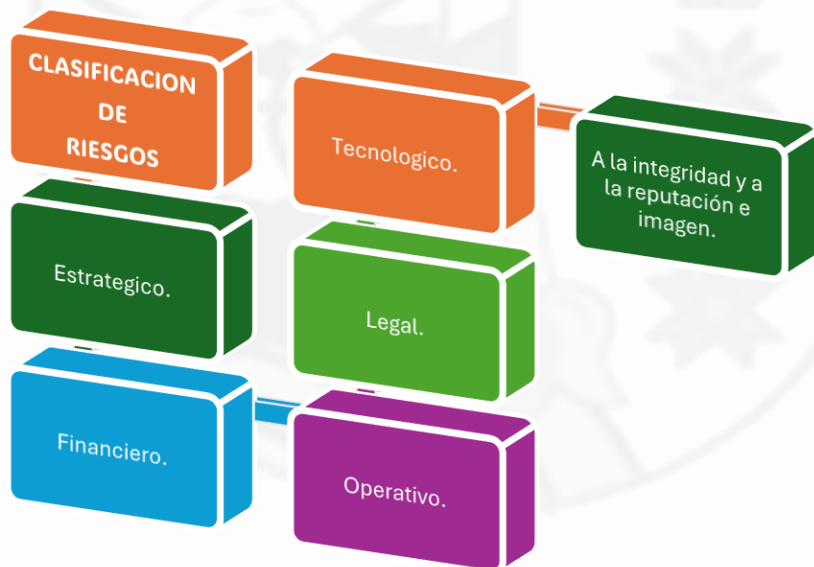 CLASIFICACION
DE
RIESGOS
Estrategico.
Financiero.
Operativo.
Legal.
Tecnologico.
A la integridad y a
la reputación e
imagen.